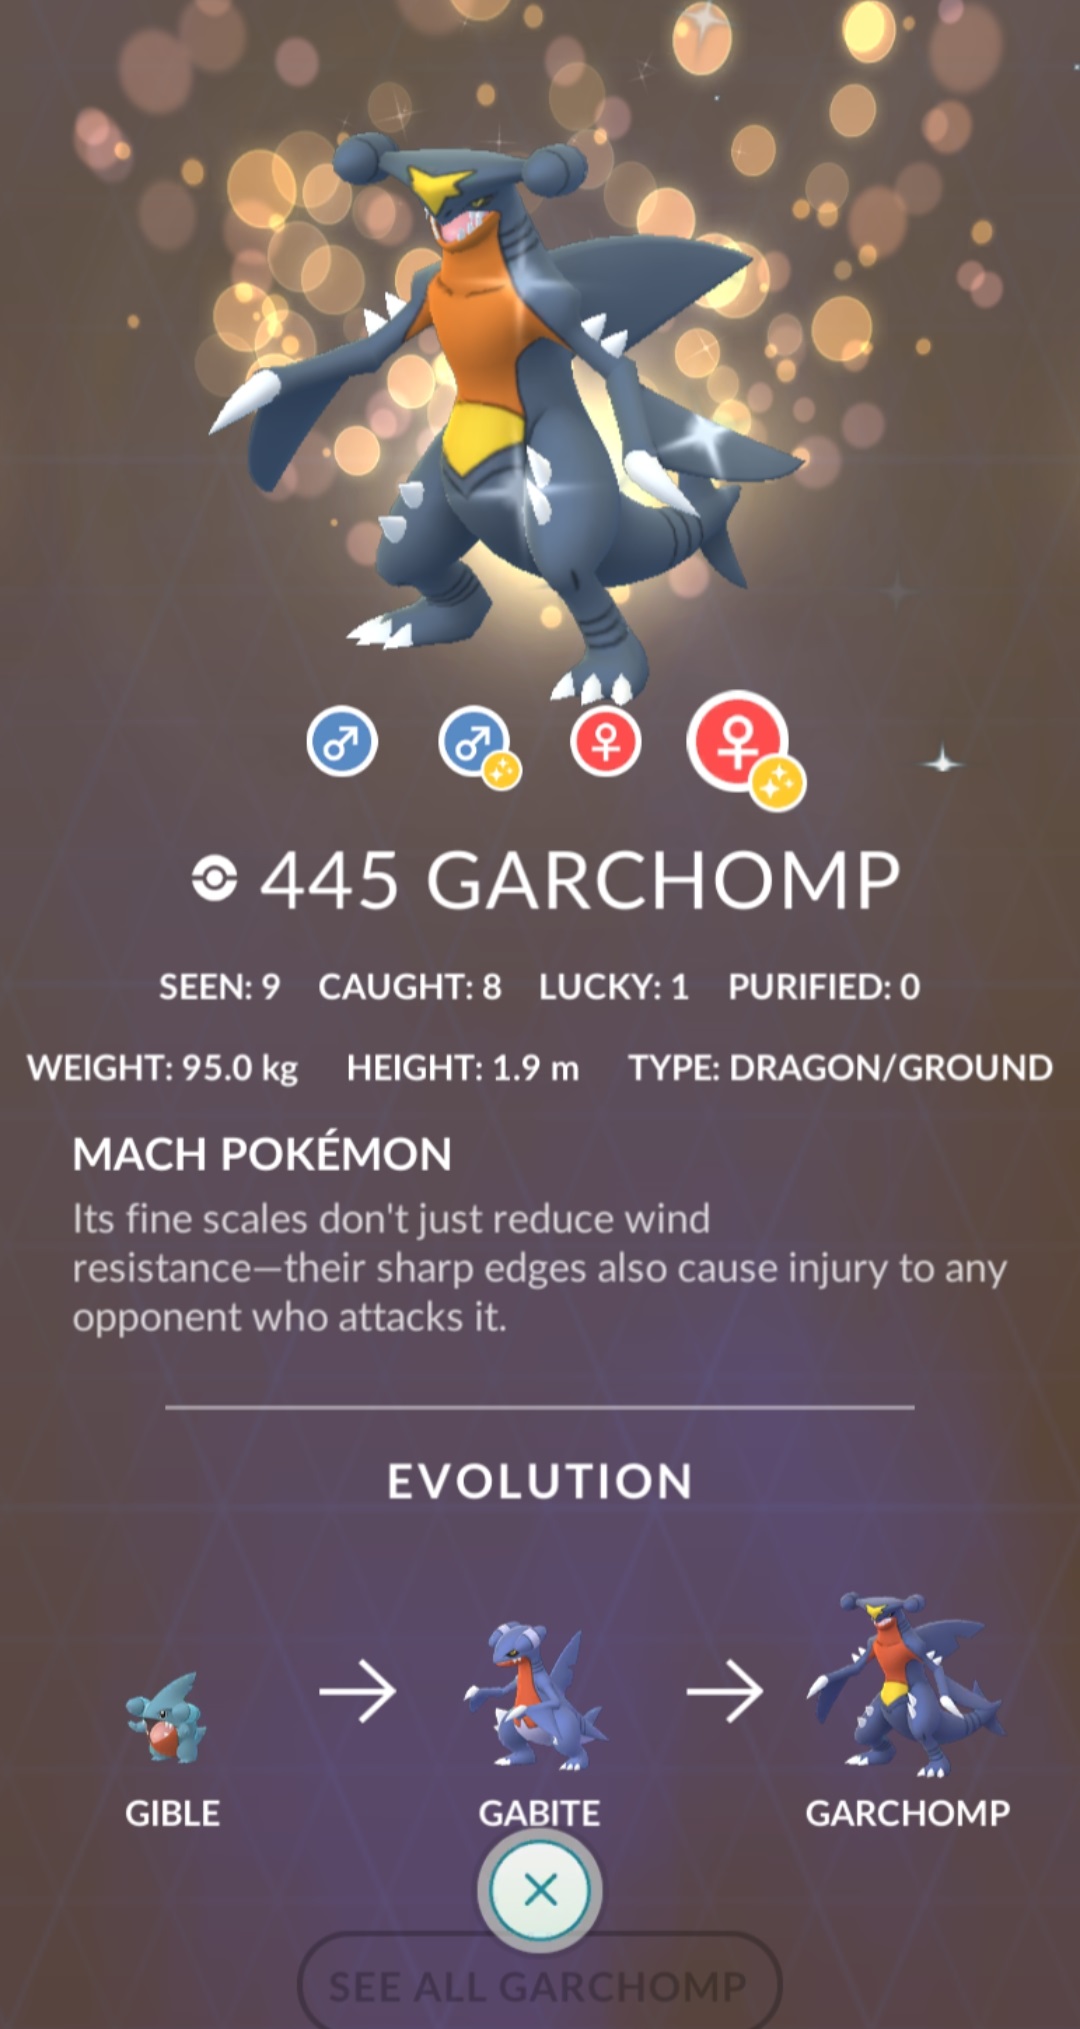 445 GARCHOMP
SEEN: 9 CAUGHT: 8 LUCKY: 1 PURIFIED: 0
WEIGHT: 95.0 kg HEIGHT: 1.9 m TYPE: DRAGON/GROUND
MACH POKÉMON
Its fine scales don't just reduce wind
resistance—their sharp edges also cause injury to any
opponent who attacks it.
EVOLUTION
GIBLE GABITE GARCHOMP
SEE ALL GARCHOMP